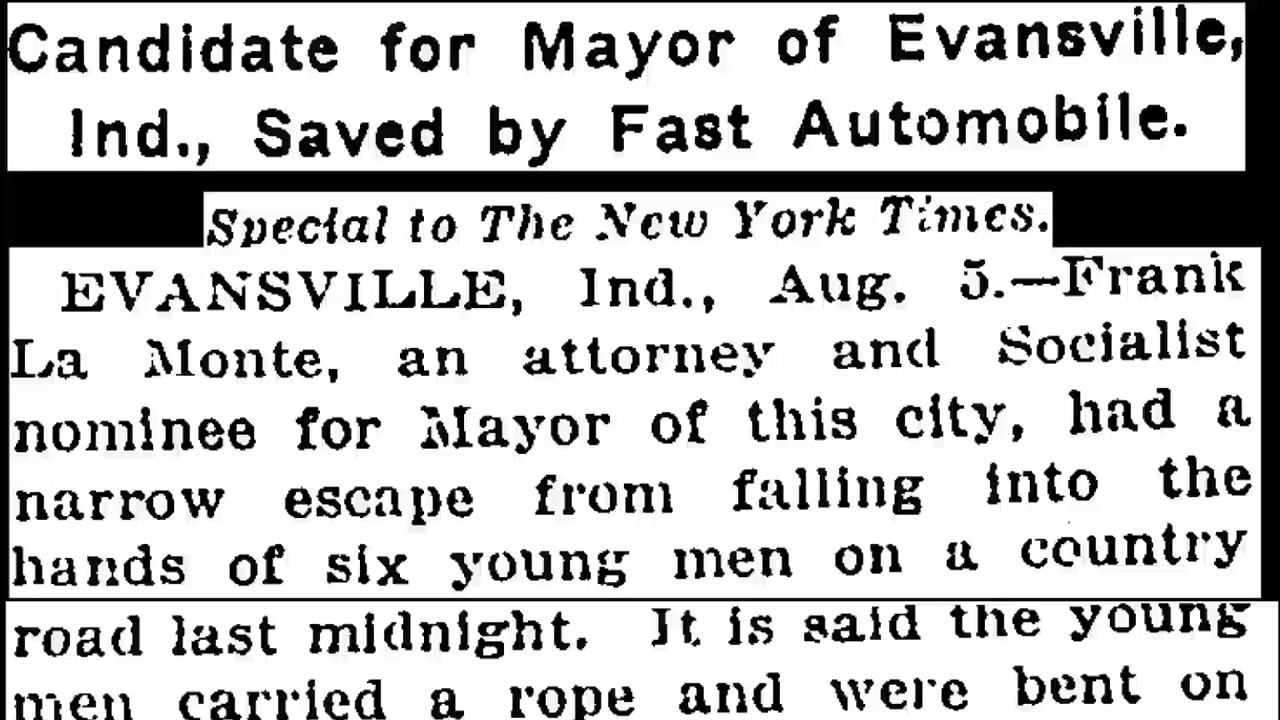 Candidate for Mayor of Evansville,
Ind., Saved by Fast Automobile.
Special to The New York Times.
EVANSVILLE, Ind., Aug. 5.—Frank
La Monte, an attorney and Socialist
nominee for Mayor of this city, had a
narrow escape from falling into the
hands of six young men on a country
road last midnight. It is said the young
men carried a rope and were bent on